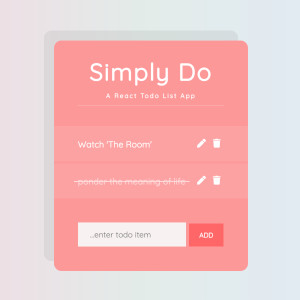 Simply Do
A React Todo List App
Watch 'The Room'
ponder the meaning of life
...enter todo item
ADD